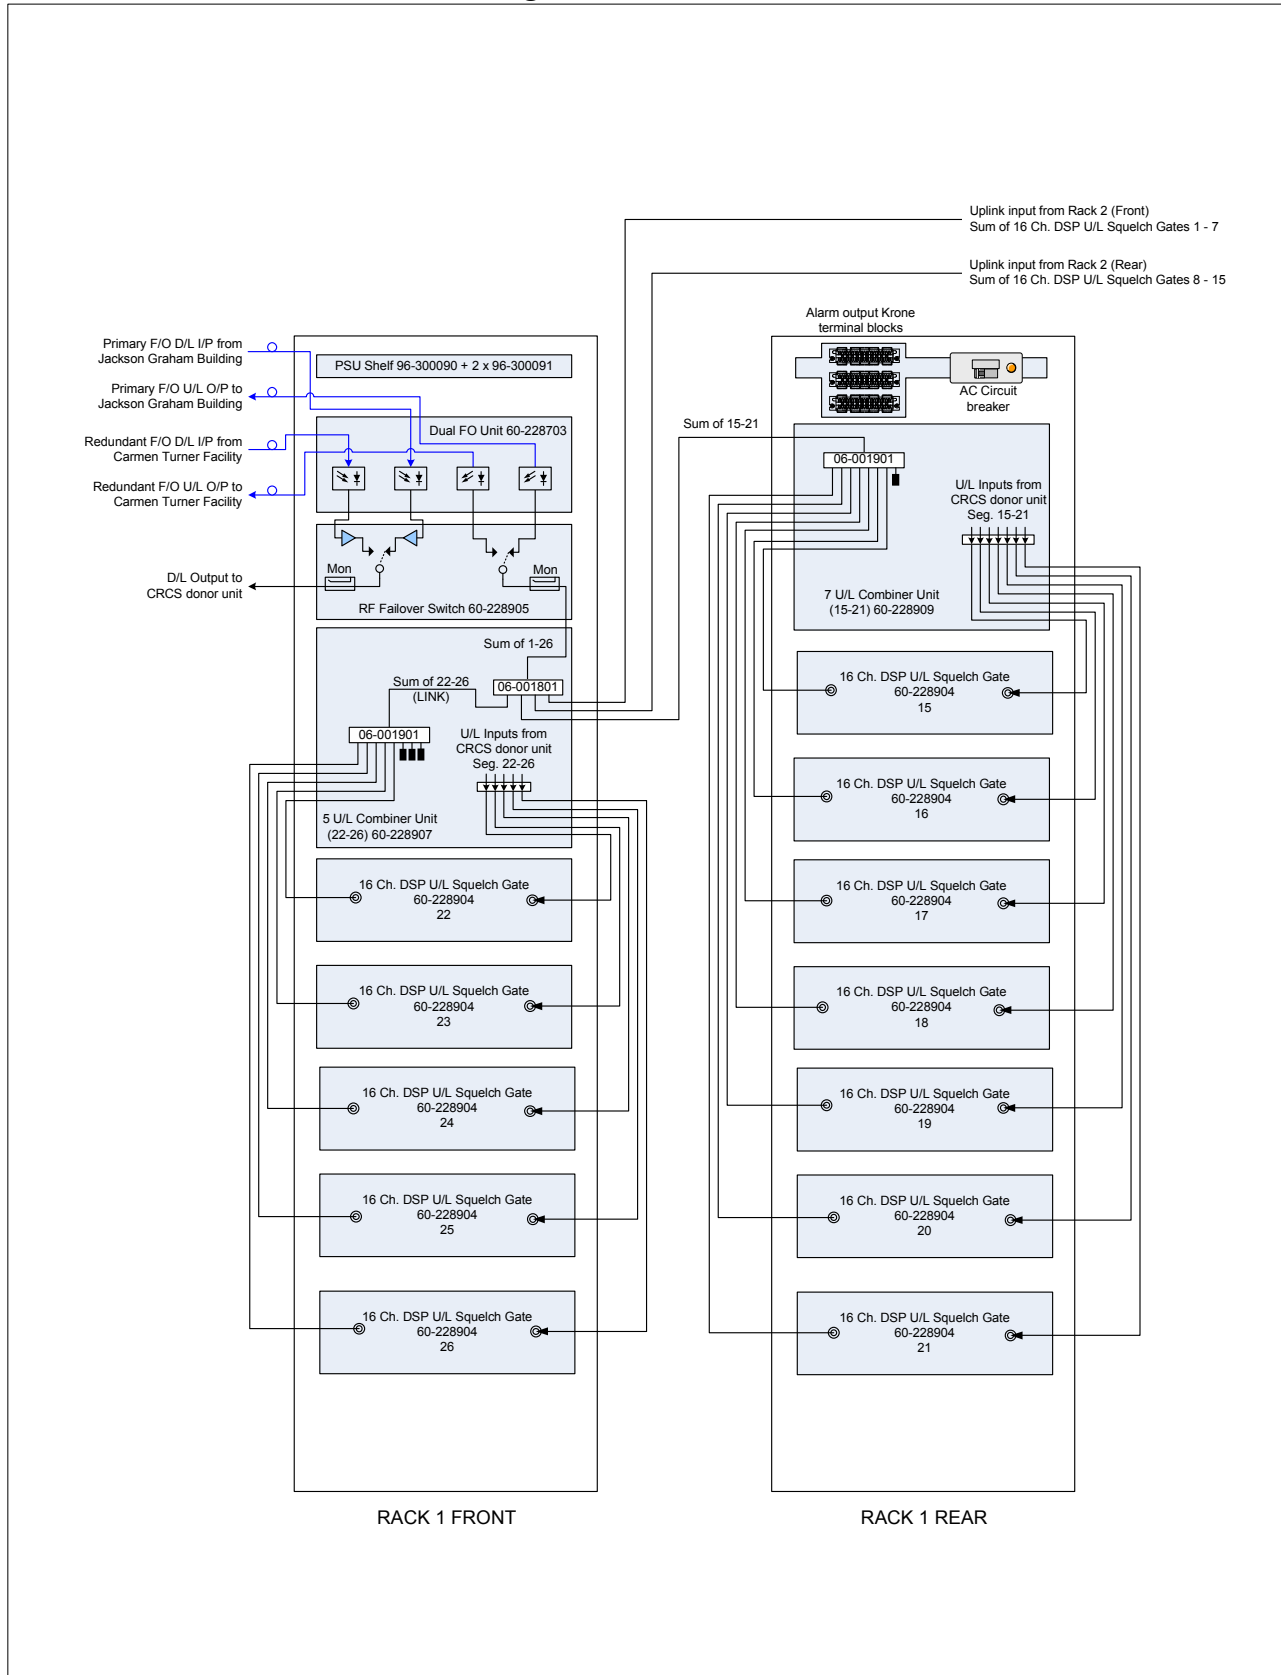 Uplink input from Rack 2 (Front)
Sum of 16 Ch. DSP U/L Squelch Gates 1 - 7
Uplink input from Rack 2 (Rear)
Sum of 16 Ch. DSP U/L Squelch Gates 8 - 15
Primary F/O D/L I/P from
Jackson Graham Building
Primary F/O U/L O/P to
Jackson Graham Building
Redundant F/O D/L I/P from
Carmen Turner Facility
Redundant F/O U/L O/P to
Carmen Turner Facility
D/L Output to
CRCS donor unit
PSU Shelf 96-300090 + 2 x 96-300091
Dual FO Unit 60-228703
Mon
Mon
RF Failover Switch 60-228905
Sum of 1-26
06-001801
Sum of 22-26
(LINK)
06-001901
U/L Inputs from
CRCS donor unit
Seg. 22-26
5 U/L Combiner Unit
(22-26) 60-228907
16 Ch. DSP U/L Squelch Gate
60-228904
22
16 Ch. DSP U/L Squelch Gate
60-228904
23
16 Ch. DSP U/L Squelch Gate
60-228904
24
16 Ch. DSP U/L Squelch Gate
60-228904
25
16 Ch. DSP U/L Squelch Gate
60-228904
26
RACK 1 FRONT
Alarm output Krone
terminal blocks
AC Circuit
breaker
Sum of 15-21
06-001901
U/L Inputs from
CRCS donor unit
Seg. 15-21
7 U/L Combiner Unit
(15-21) 60-228909
16 Ch. DSP U/L Squelch Gate
60-228904
15
16 Ch. DSP U/L Squelch Gate
60-228904
16
16 Ch. DSP U/L Squelch Gate
60-228904
17
16 Ch. DSP U/L Squelch Gate
60-228904
18
16 Ch. DSP U/L Squelch Gate
60-228904
19
16 Ch. DSP U/L Squelch Gate
60-228904
20
16 Ch. DSP U/L Squelch Gate
60-228904
21
RACK 1 REAR